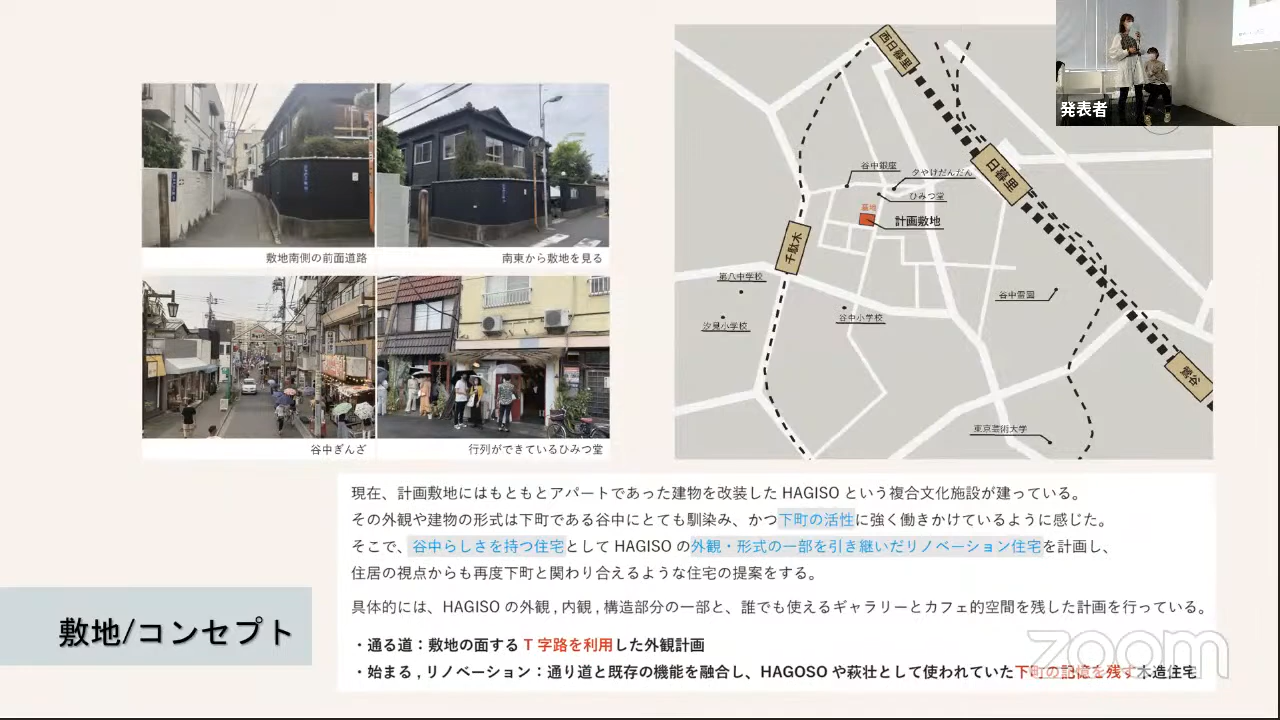 発表者
敷地南側の前面道路
南東から敷地を見る
谷中ぎんざ
行列ができているひみつ堂
西日暮里
日暮里
谷中銀座
夕やけだんだん
ひみつ堂
墓地
計画敷地
千駄木
第八中学校
汐見小学校
谷中小学校
谷中霊園
鶯谷
東京芸術大学
現在、計画敷地にはもともとアパートであった建物を改装した HAGISO という複合文化施設が建っている。
その外観や建物の形式は下町である谷中にとても馴染み、かつ下町の活性に強く働きかけているように感じた。
そこで、谷中らしさを持つ住宅として HAGISO の外観・形式の一部を引き継いだリノベーション住宅を計画し、
住居の視点からも再度下町と関わり合えるような住宅の提案をする。
具体的には、HAGISO の外観 , 内観 , 構造部分の一部と、誰でも使えるギャラリーとカフェ的空間を残した計画を行っている。
・通る道：敷地の面する T 字路を利用した外観計画
・始まる , リノベーション：通り道と既存の機能を融合し、HAGOSO や萩荘として使われていた下町の記憶を残す木造住宅
敷地/コンセプト
zoom